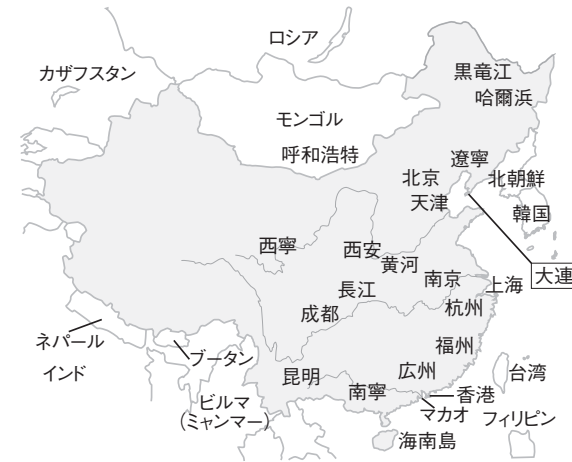 ロシア
カザフスタン
黒竜江
哈爾浜
モンゴル
呼和浩特
遼寧
北京
北朝鮮
天津
韓国
西寧
西安
黄河
大連
南京
上海
長江
杭州
成都
ネパール
ブータン
福州
インド
昆明
広州
台湾
南寧
香港
ビルマ
(ミャンマー)
マカオ
フィリピン
海南島